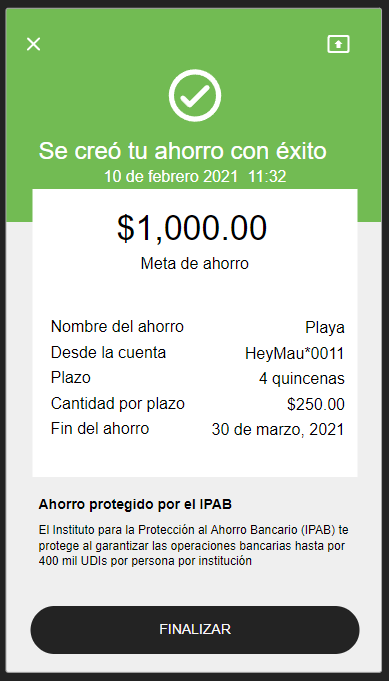 Se creó tu ahorro con éxito
10 de febrero 2021 11:32
$1,000.00
Meta de ahorro
Nombre del ahorro Playa
Desde la cuenta HeyMau*0011
Plazo 4 quincenas
Cantidad por plazo $250.00
Fin del ahorro 30 de marzo, 2021
Ahorro protegido por el IPAB
El Instituto para la Protección al Ahorro Bancario (IPAB) te
protege al garantizar las operaciones bancarias hasta por
400 mil UDIs por persona por institución
FINALIZAR